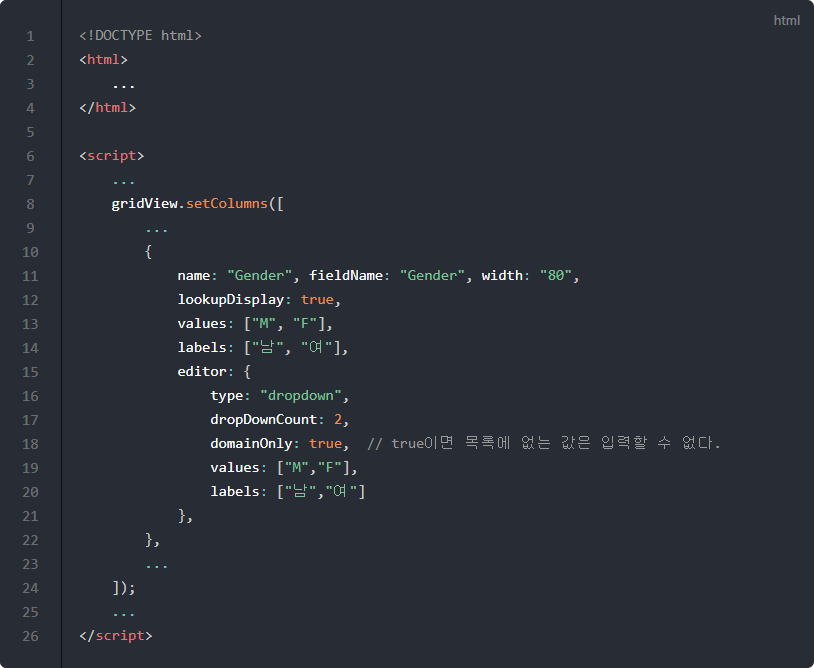 html
1 <!DOCTYPE html>
2 <html>
3     ...
4 </html>
5
6 <script>
7     ...
8     gridView.setColumns([
9         ...
10         {
11             name: "Gender", fieldName: "Gender", width: "80",
12             lookupDisplay: true,
13             values: ["M", "F"],
14             labels: ["남", "여"],
15             editor: {
16                 type: "dropdown",
17                 dropDownCount: 2,
18                 domainOnly: true,  // true이면 목록에 없는 값은 입력할 수 없다.
19                 values: ["M","F"],
20                 labels: ["남","여"]
21             },
22         },
23         ...
24     ]);
25     ...
26 </script>